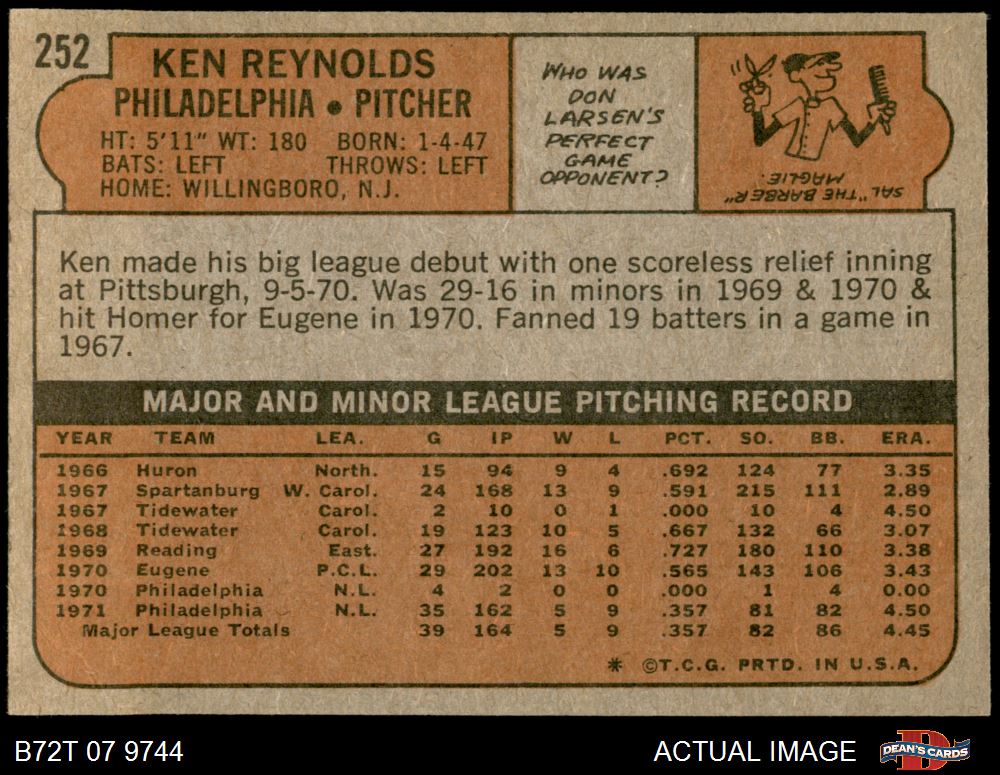 252
KEN REYNOLDS
PHILADELPHIA • PITCHER
HT: 5'11" WT: 180 BORN: 1-4-47
BATS: LEFT THROWS: LEFT
HOME: WILLINGBORO, N.J.
WHO WAS
DON
LARSEN'S
PERFECT
GAME
OPPONENT?
SAL "THE BARBER"
MAGLIE.
Ken made his big league debut with one scoreless relief inning
at Pittsburgh, 9-5-70. Was 29-16 in minors in 1969 & 1970 &
hit Homer for Eugene in 1970. Fanned 19 batters in a game in
1967.
MAJOR AND MINOR LEAGUE PITCHING RECORD
YEAR TEAM LEA. G IP W L PCT. SO. BB. ERA.
1966 Huron North. 15 94 9 4 .692 124 77 3.35
1967 Spartanburg W. Carol. 24 168 13 9 .591 215 111 2.89
1967 Tidewater Carol. 2 10 0 1 .000 10 4 4.50
1968 Tidewater Carol. 19 123 10 5 .667 132 66 3.07
1969 Reading East. 27 192 16 6 .727 180 110 3.38
1970 Eugene P.C.L. 29 202 13 10 .565 143 106 3.43
1970 Philadelphia N.L. 4 2 0 0 .000 1 4 0.00
1971 Philadelphia N.L. 35 162 5 9 .357 81 82 4.50
Major League Totals 39 164 5 9 .357 82 86 4.45
* ©T.C.G. PRTD. IN U.S.A.
B72T 07 9744 ACTUAL IMAGE DEAN'S CARDS